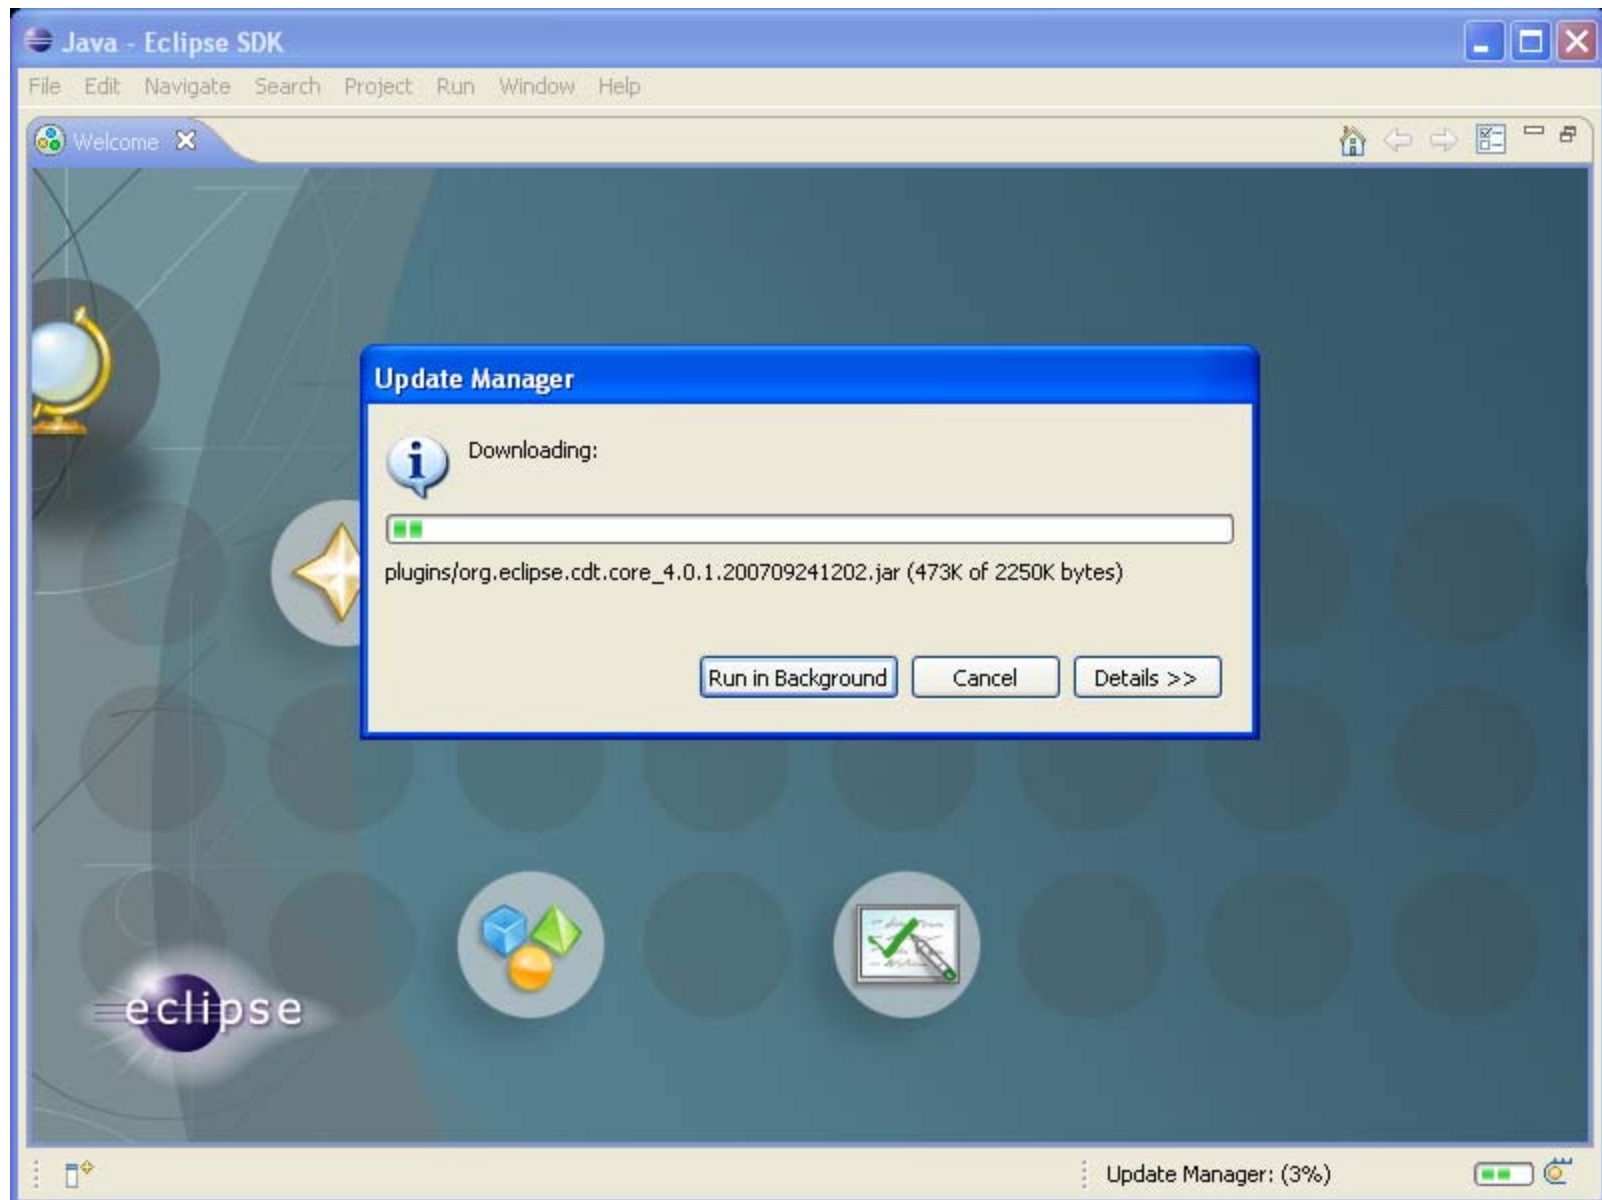 Java - Eclipse SDK
File Edit Navigate Search Project Run Window Help
Welcome
Update Manager
Downloading:
plugins/org.eclipse.cdt.core_4.0.1.200709241202.jar (473K of 2250K bytes)
Run in Background Cancel Details >>
eclipse
Update Manager: (3%)